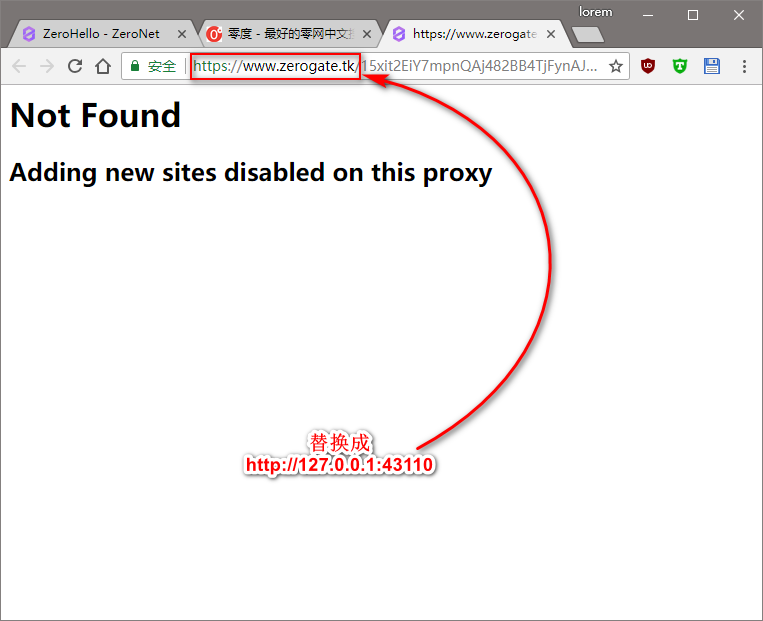 lorem
ZeroHello - ZeroNet
零度 - 最好的零网中文
https://www.zerogate
安全
https://www.zerogate.tk/15xit2EiY7mpnQAj482BB4TjFynAJ...
Not Found
Adding new sites disabled on this proxy
替换成
http://127.0.0.1:43110